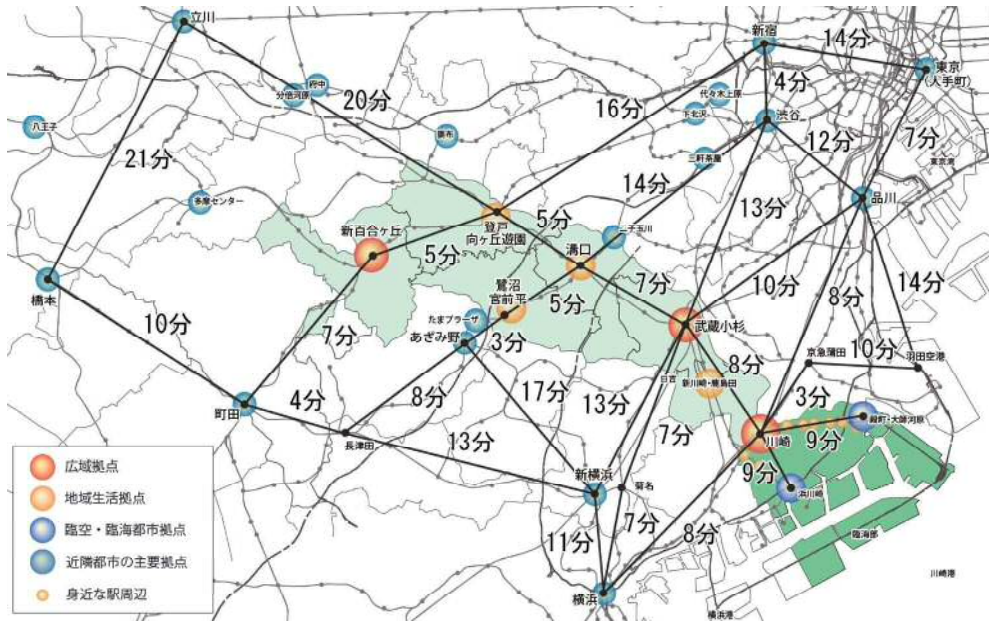 立川
新宿
14分
東京
(大手町)
府中
分倍河原
20分
4分
代々木上原
16分
八王子
調布
下北沢
渋谷
7分
12分
21分
三軒茶屋
東京湾
14分
13分
品川
多摩センター
新百合ヶ丘
登戸
向ヶ丘遊園
5分
二子玉川
5分
溝口
橋本
鷺沼
宮前平
5分
7分
10分
14分
10分
7分
たまプラーザ
武蔵小杉
8分
あざみ野
3分
京急蒲田
10分
羽田空港
8分
日吉
新川崎・鹿島田
4分
8分
17分
13分
3分
殿町・大師河原
町田
長津田
7分
川崎
9分
13分
9分
広域拠点
新横浜
菊名
浜川崎
地域生活拠点
7分
8分
臨空・臨海都市拠点
11分
臨海部
近隣都市の主要拠点
川崎港
身近な駅周辺
横浜
横浜港